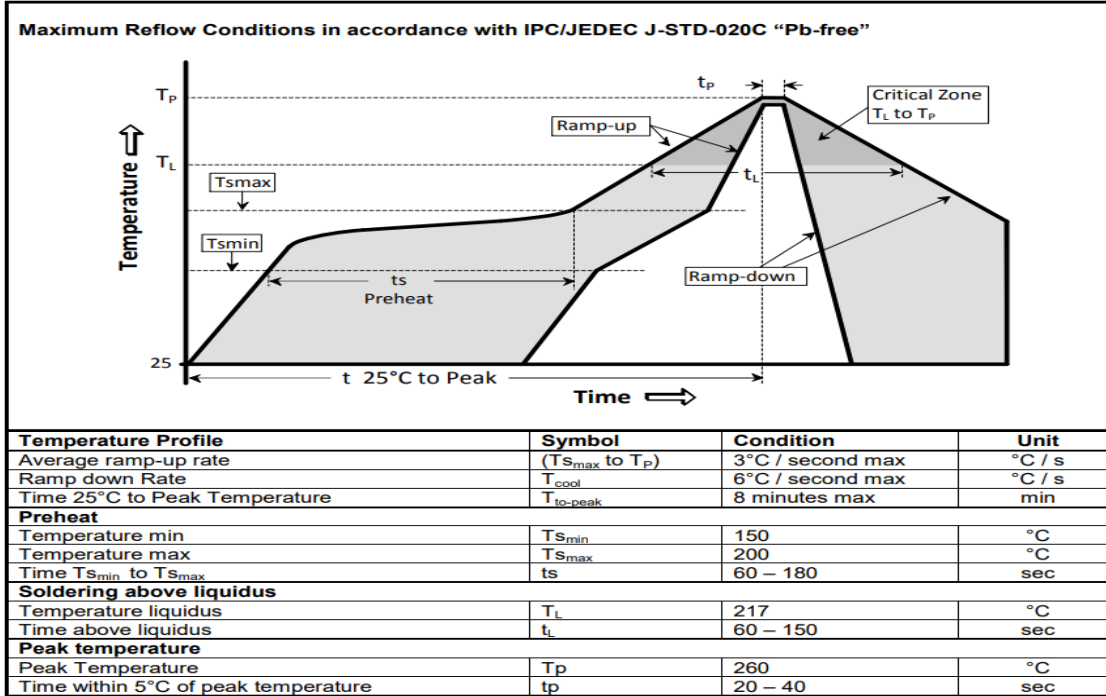 Maximum Reflow Conditions in accordance with IPC/JEDEC J-STD-020C “Pb-free”
tP
TP
Critical Zone
TL to TP
Ramp-up
TL
tL
Tsmax
Tsmin
Temperature
ts
Preheat
Ramp-down
25
t 25°C to Peak
Time
Temperature Profile Symbol Condition Unit
Average ramp-up rate (Tsmax to TP) 3°C / second max °C / s
Ramp down Rate Tcool 6°C / second max °C / s
Time 25°C to Peak Temperature Tto-peak 8 minutes max min
Preheat
Temperature min Tsmin 150 °C
Temperature max Tsmax 200 °C
Time Tsmin to Tsmax ts 60 – 180 sec
Soldering above liquidus
Temperature liquidus TL 217 °C
Time above liquidus tL 60 – 150 sec
Peak temperature
Peak Temperature Tp 260 °C
Time within 5°C of peak temperature tp 20 – 40 sec